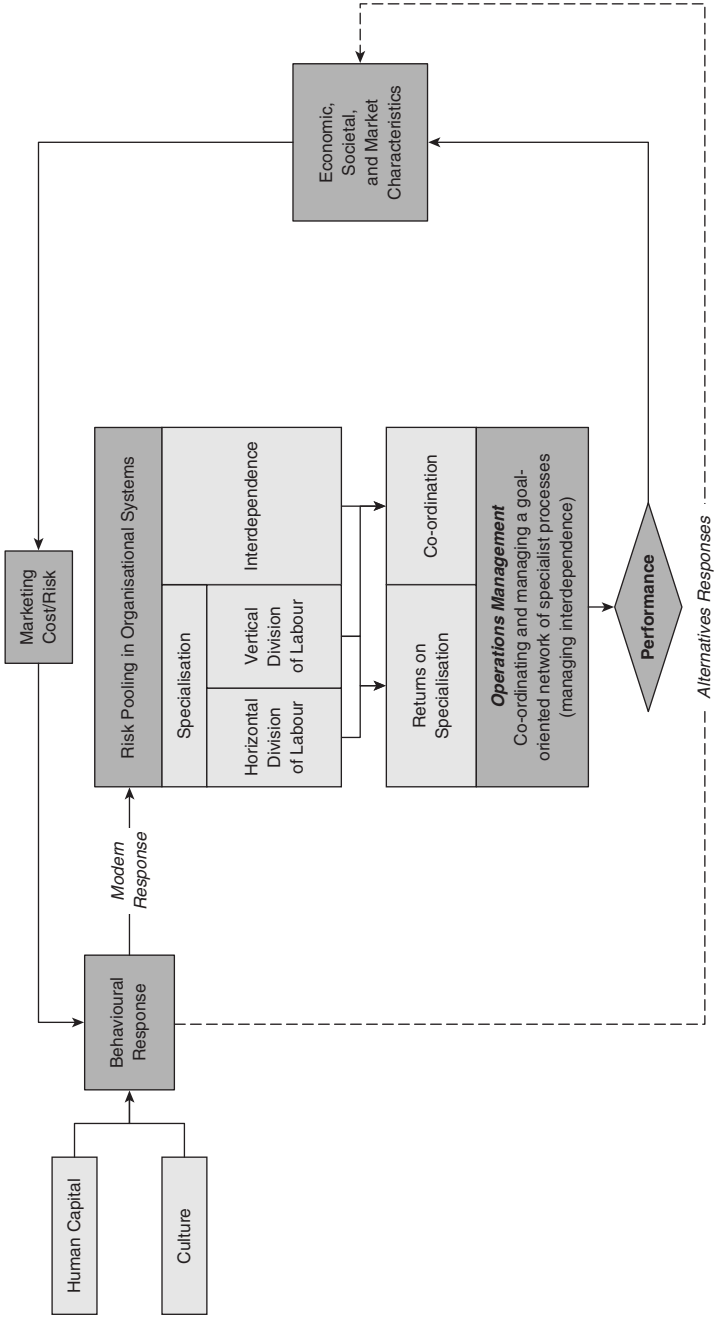 Human Capital
Culture
Behavioural
Response
Modern
Response
Marketing
Cost/Risk
Risk Pooling in Organisational Systems
Specialisation
Horizontal
Division
of Labour
Vertical
Division
of Labour
Interdependence
Returns on
Specialisation
Co-ordination
Operations Management
Co-ordinating and managing a goal-
oriented network of specialist processes
(managing interdependence)
Performance
Economic,
Societal,
and Market
Characteristics
Alternatives Responses